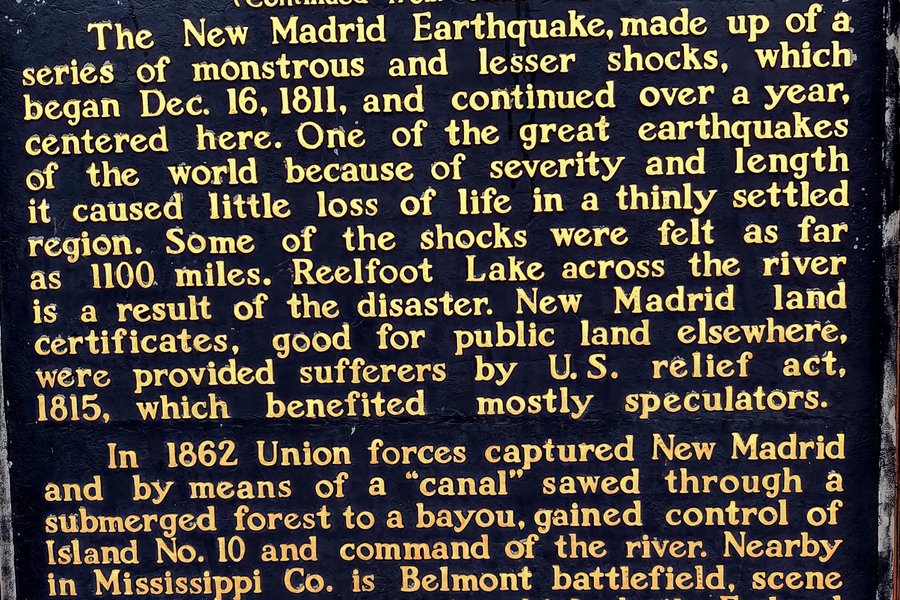 (Continued from
The New Madrid Earthquake, made up of a
series of monstrous and lesser shocks, which
began Dec. 16, 1811, and continued over a year,
centered here. One of the great earthquakes
of the world because of severity and length
it caused little loss of life in a thinly settled
region. Some of the shocks were felt as far
as 1100 miles. Reelfoot Lake across the river
is a result of the disaster. New Madrid land
certificates, good for public land elsewhere,
were provided sufferers by U.S. relief act,
1815, which benefited mostly speculators.
In 1862 Union forces captured New Madrid
and by means of a "canal" sawed through a
submerged forest to a bayou, gained control of
Island No. 10 and command of the river. Nearby
in Mississippi Co. is Belmont battlefield, scene